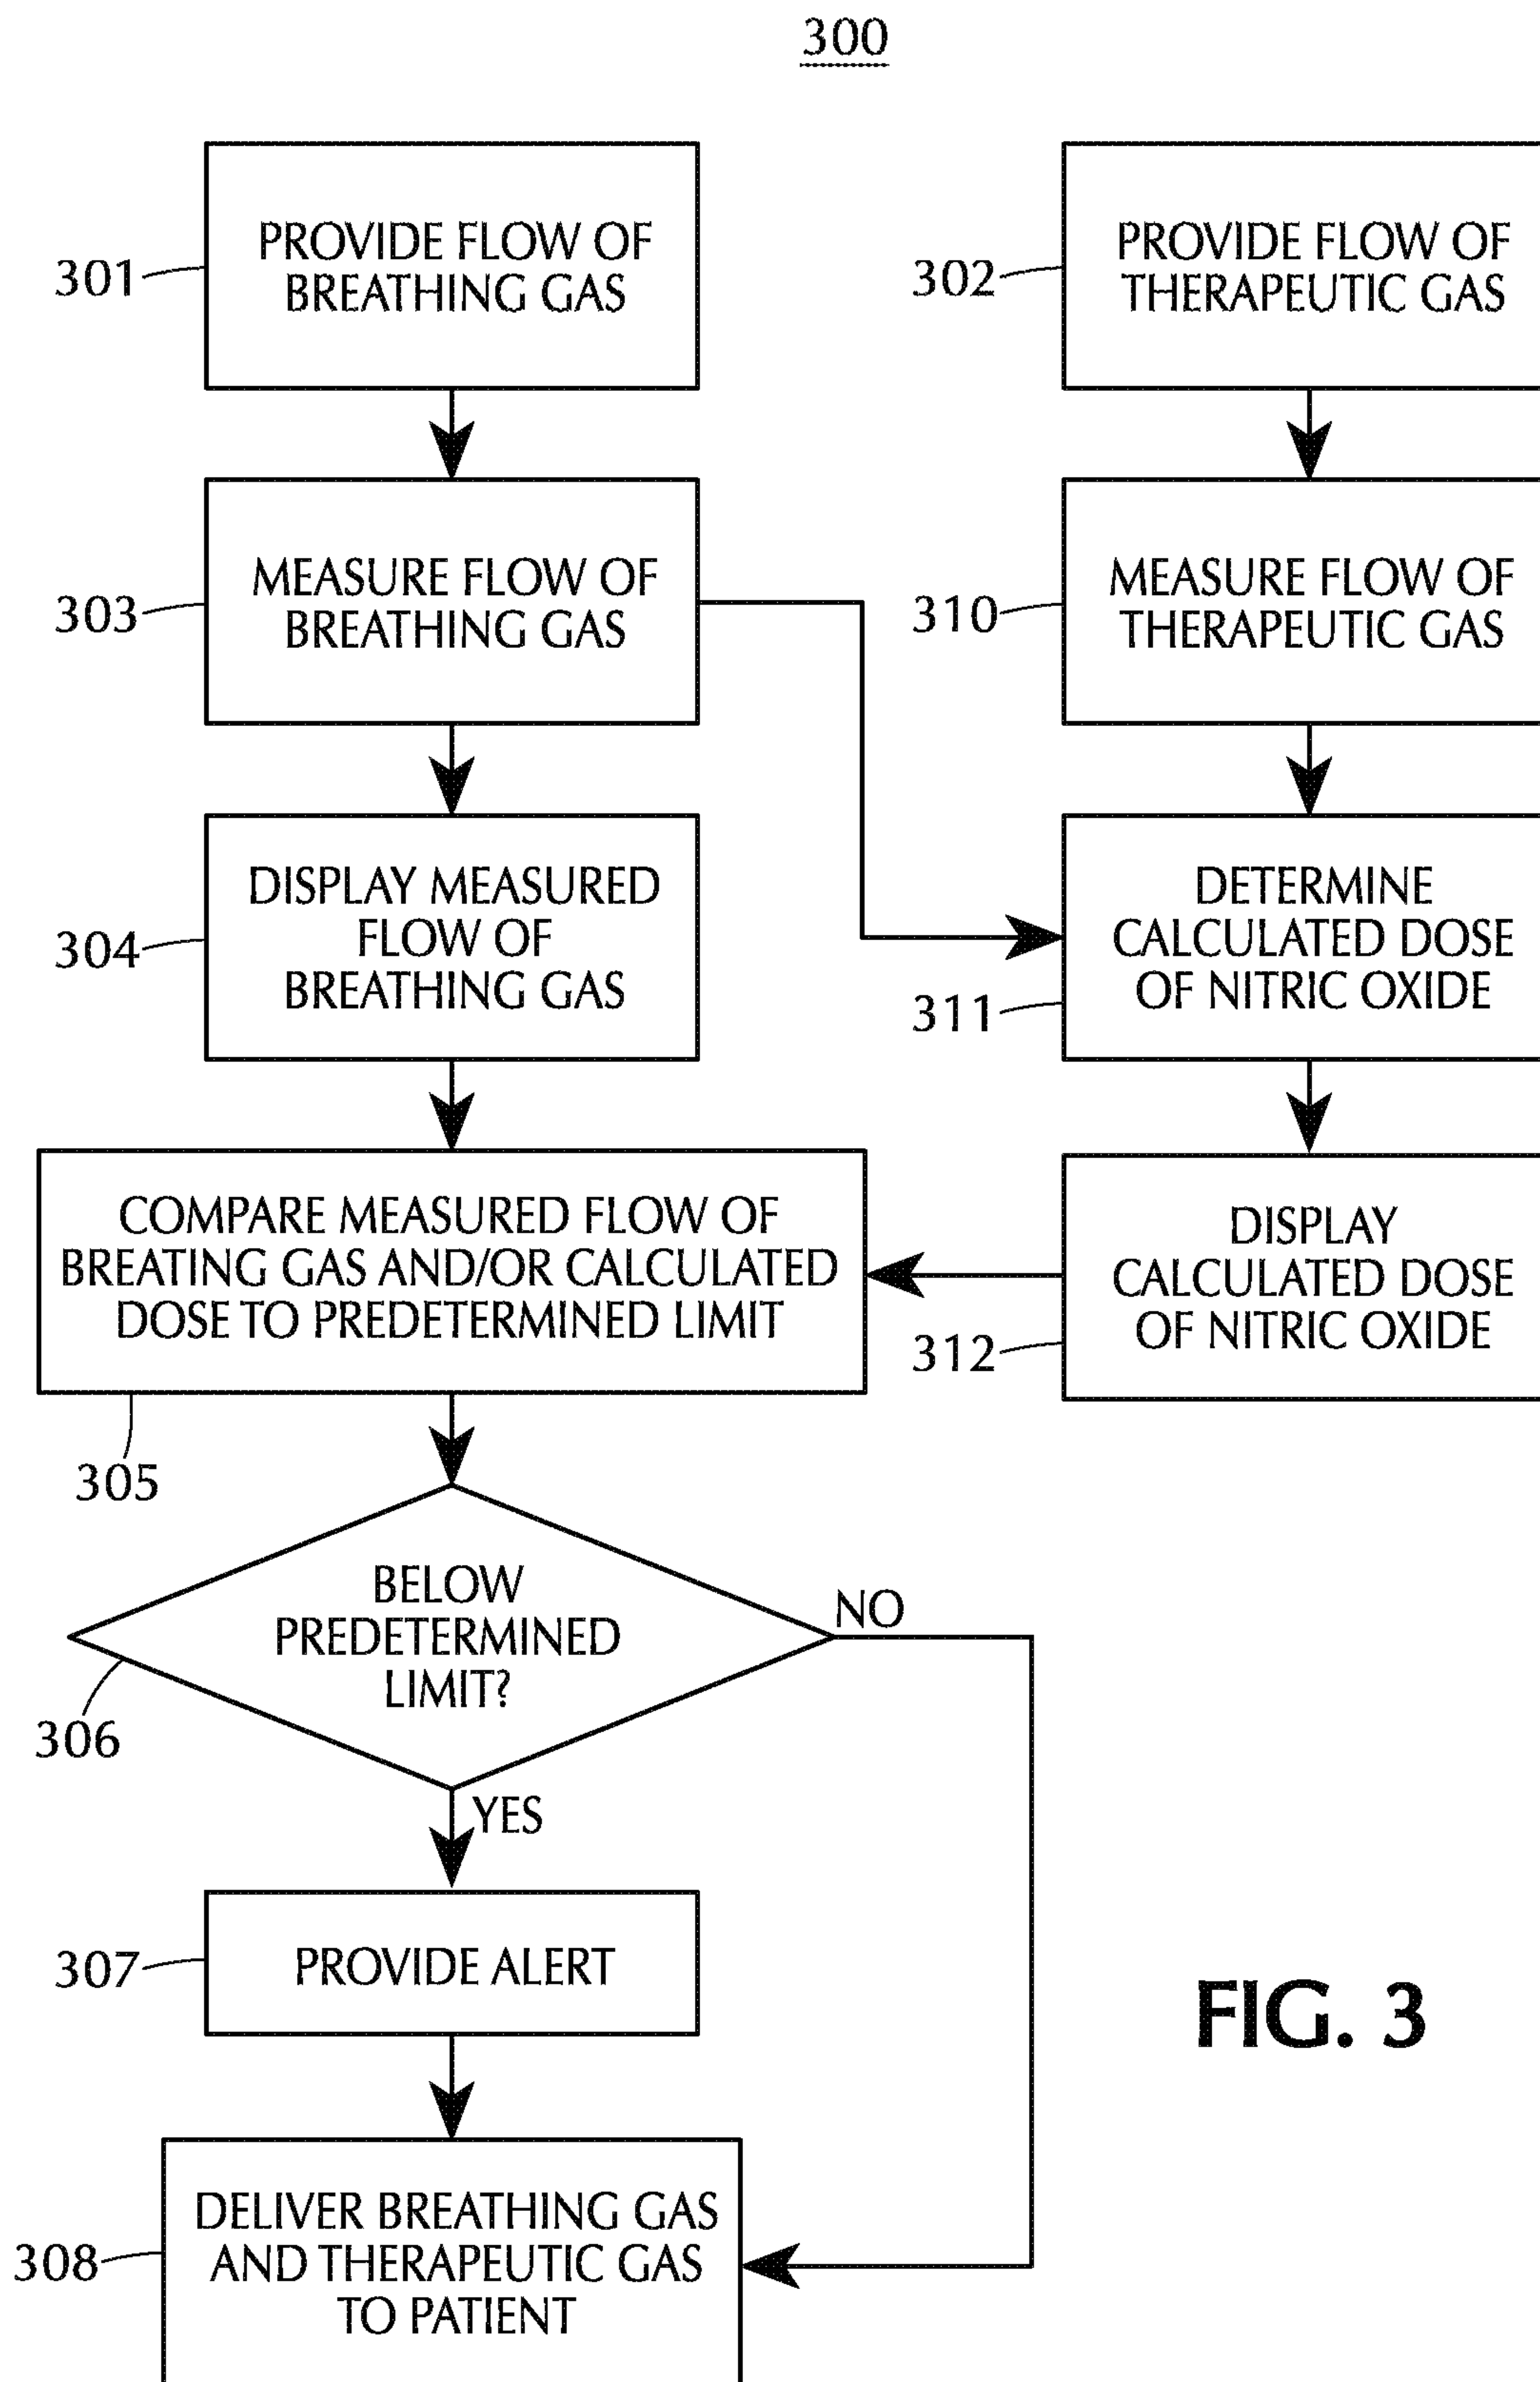 300
PROVIDE FLOW OF
BREATHING GAS
301
PROVIDE FLOW OF
THERAPEUTIC GAS
302
MEASURE FLOW OF
BREATHING GAS
303
MEASURE FLOW OF
THERAPEUTIC GAS
310
DISPLAY MEASURED
FLOW OF
BREATHING GAS
304
DETERMINE
CALCULATED DOSE
OF NITRIC OXIDE
311
COMPARE MEASURED FLOW OF
BREATING GAS AND/OR CALCULATED
DOSE TO PREDETERMINED LIMIT
305
DISPLAY
CALCULATED DOSE
OF NITRIC OXIDE
312
BELOW
PREDETERMINED
LIMIT?
306
NO
YES
PROVIDE ALERT
307
DELIVER BREATHING GAS
AND THERAPEUTIC GAS
TO PATIENT
308
FIG. 3